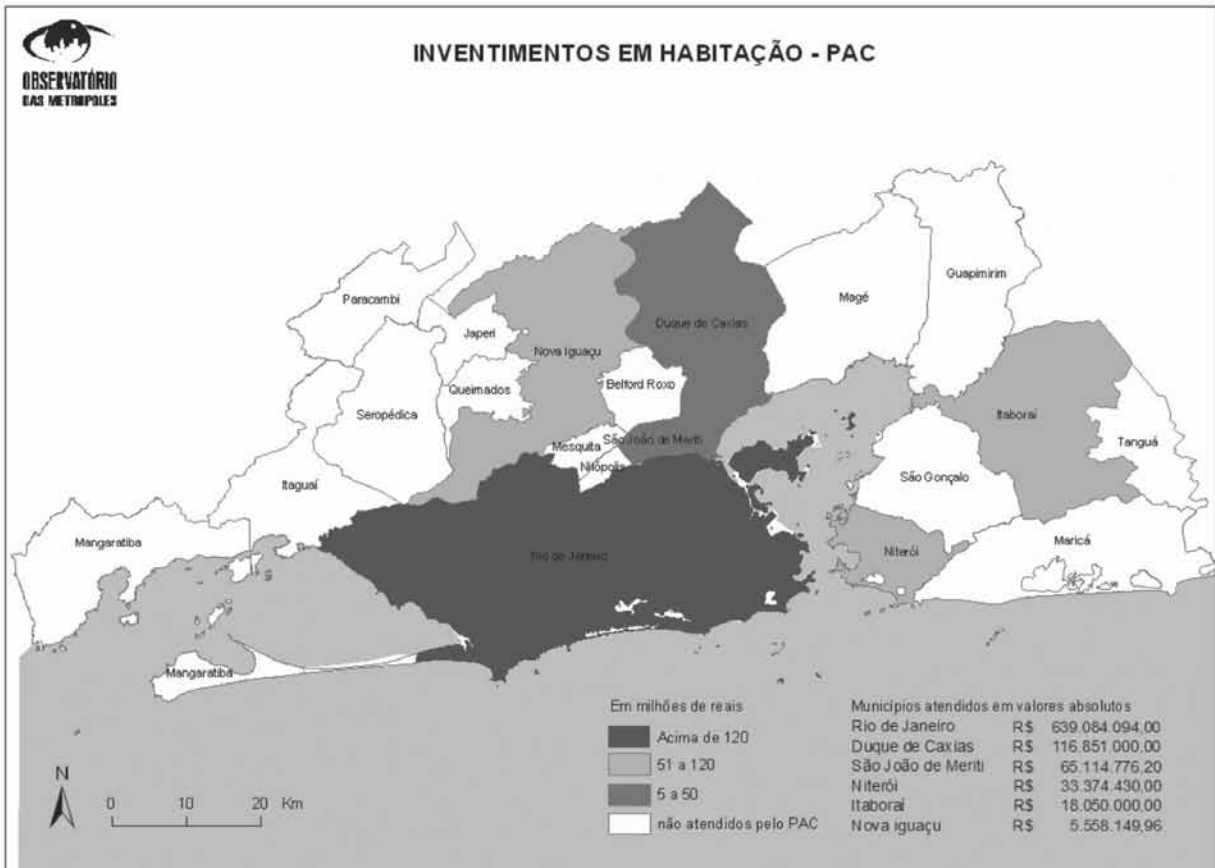 OBSERVATÓRIO
DAS METROPOLES
INVENTIMENTOS EM HABITAÇÃO - PAC
Guapimirim
Magé
Paracambi
Japeri
Duque de Caxias
Nova Iguaçu
Queimados
Belford Roxo
Seropédica
Itaboraí
São João de Meriti
Mesquita
Tanguá
Nilópolis
São Gonçalo
Itaguaí
Mangaratiba
Maricá
Niterói
Rio de Janeiro
Mangaratiba
Em milhões de reais
Acima de 120
51 a 120
5 a 50
não atendidos pelo PAC
Municípios atendidos em valores absolutos
Rio de Janeiro R$ 639.084.094,00
Duque de Caxias R$ 116.851.000.00
São João de Meriti R$ 65.114.776,20
Niterói R$ 33.374.430,00
Itaboraí R$ 18.050.000,00
Nova iguaçu R$ 5.558.149,96
N
0 10 20 Km